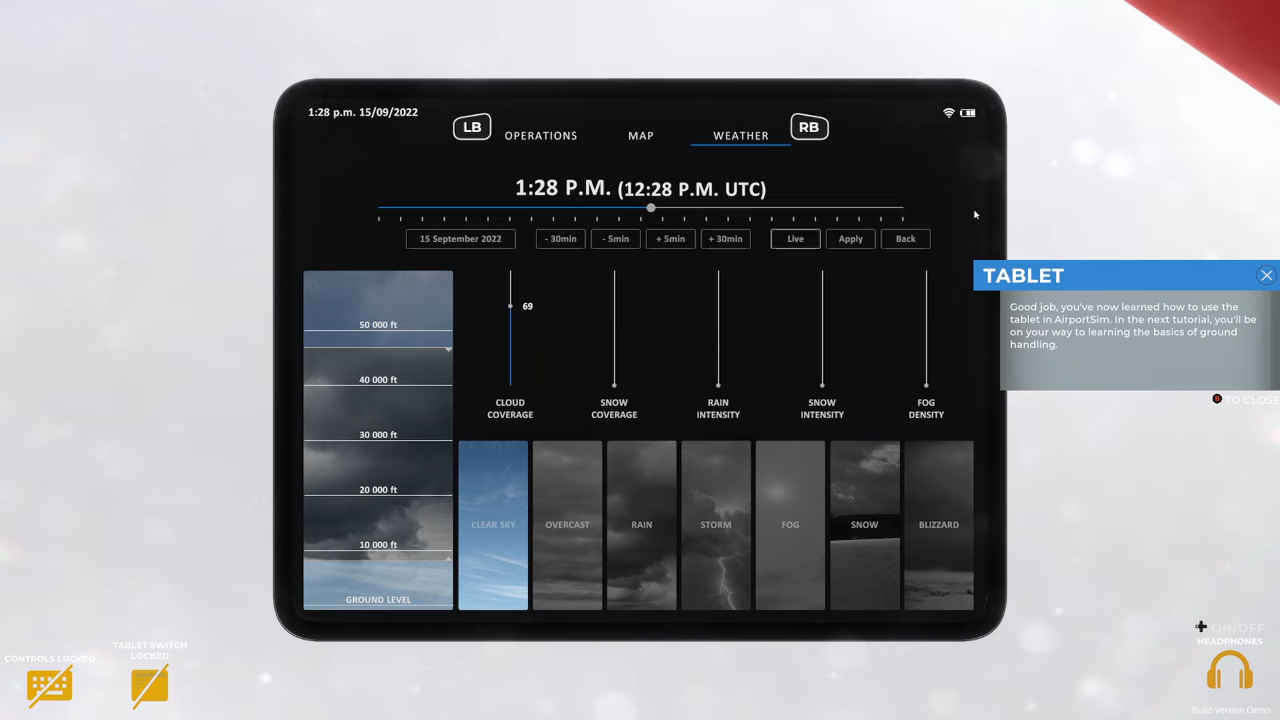 1:28 p.m. 15/09/2022
LB
OPERATIONS
MAP
WEATHER
RB
1:28 P.M. (12:28 P.M. UTC)
15 September 2022
- 30min
- 5min
+ 5min
+ 30min
Live
Apply
Back
50 000 ft
40 000 ft
30 000 ft
20 000 ft
10 000 ft
GROUND LEVEL
69
CLOUD
COVERAGE
SNOW
COVERAGE
RAIN
INTENSITY
SNOW
INTENSITY
FOG
DENSITY
CLEAR SKY
OVERCAST
RAIN
STORM
FOG
SNOW
BLIZZARD
TABLET
Good job, you've now learned how to use the
tablet in AirportSim. In the next tutorial, you'll be
on your way to learning the basics of ground
handling.
B TO CLOSE
CONTROLS LOCKED
TABLET SWITCH
LOCKED
ON/OFF
HEADPHONES
Build Version Demo